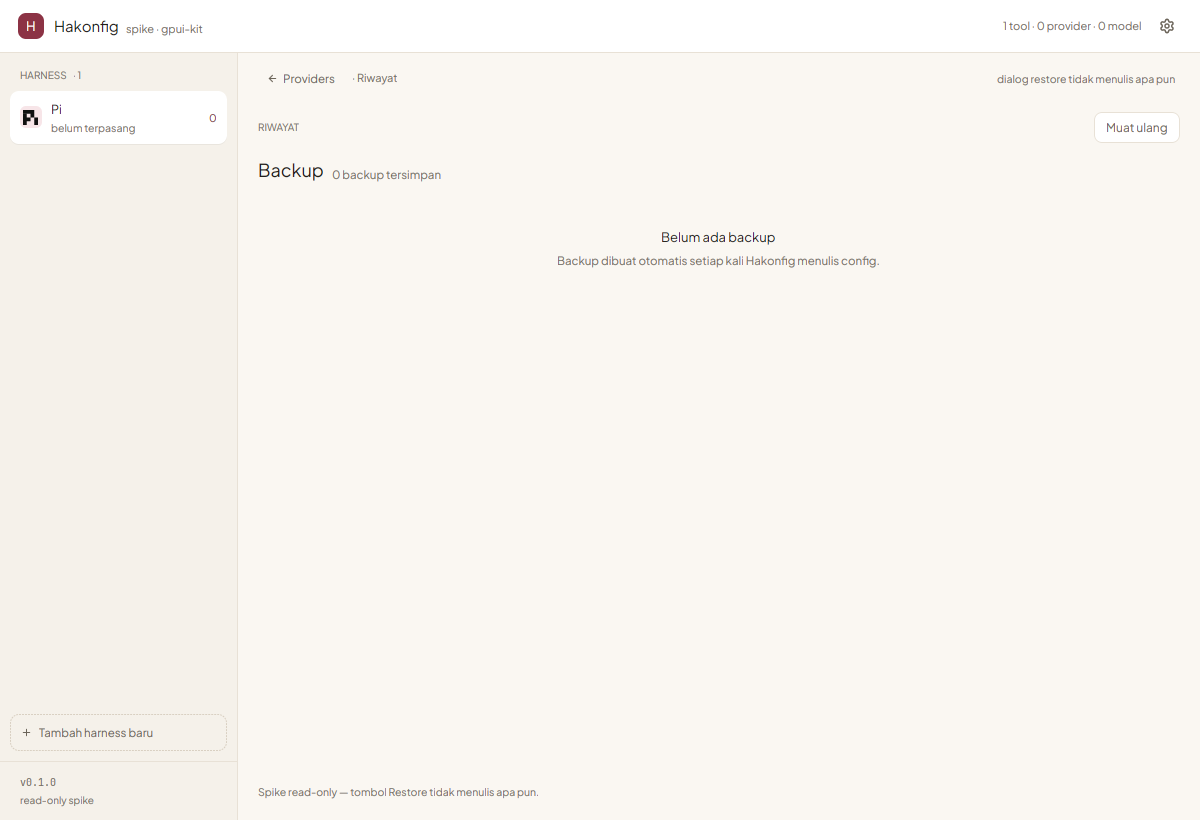 H Hakonfig spike · gpui-kit
1 tool · 0 provider · 0 model
HARNESS · 1
Pi
belum terpasang
0
+ Tambah harness baru
v0.1.0
read-only spike
← Providers · Riwayat
dialog restore tidak menulis apa pun
RIWAYAT
Muat ulang
Backup 0 backup tersimpan
Belum ada backup
Backup dibuat otomatis setiap kali Hakonfig menulis config.
Spike read-only — tombol Restore tidak menulis apa pun.